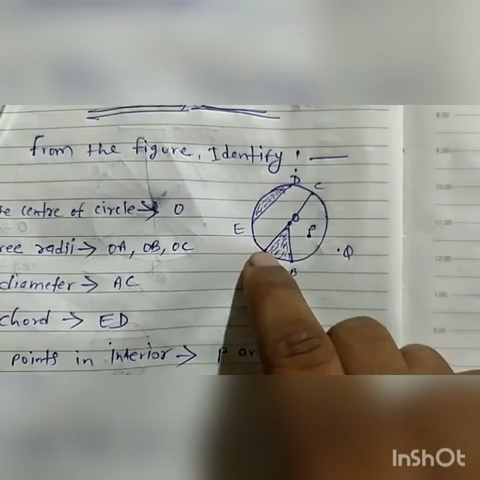 from the figure, Identify : —
D
C
centre of circle → O
O
E
radii → OA, OB, OC
P
. Q
diameter → AC
B
chord → ED
points in interior → P or
InShOt